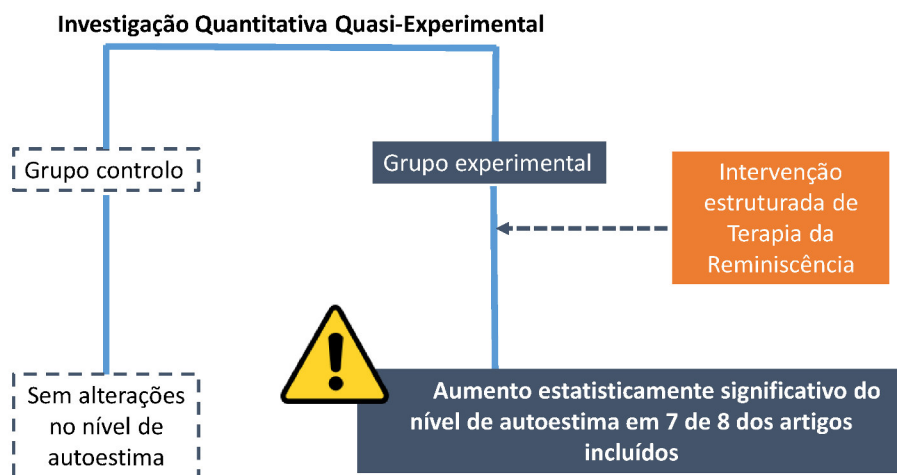 Investigação Quantitativa Quasi-Experimental
Grupo controlo
Grupo experimental
Intervenção
estruturada de
Terapia da
Reminiscência
Sem alterações
no nível de
autoestima
Aumento estatisticamente significativo do
nível de autoestima em 7 de 8 dos artigos
incluídos